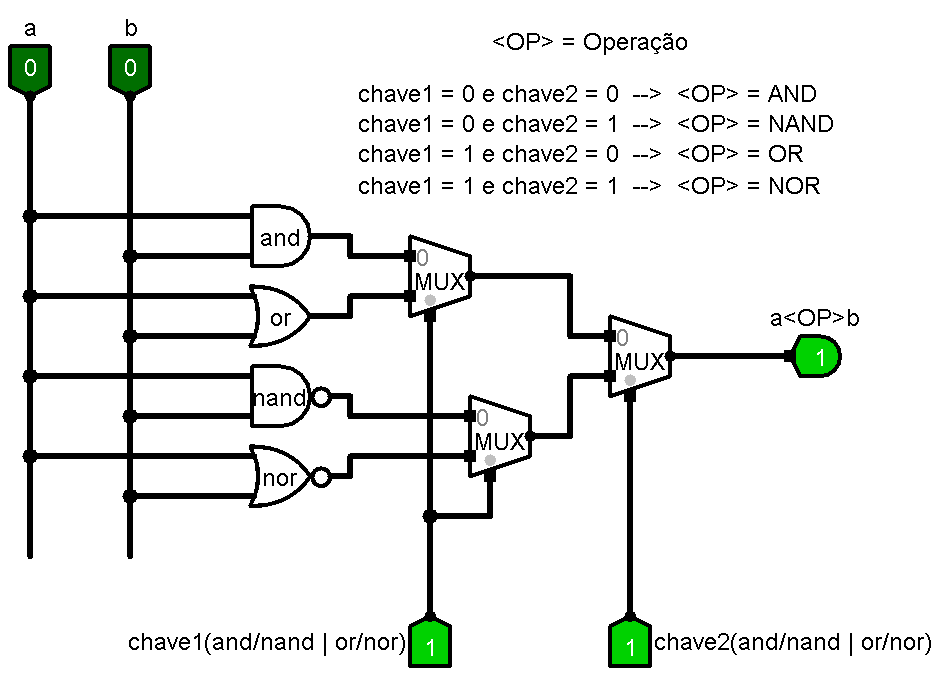 a
b
0
0
<OP> = Operação
chave1 = 0 e chave2 = 0 --> <OP> = AND
chave1 = 0 e chave2 = 1 --> <OP> = NAND
chave1 = 1 e chave2 = 0 --> <OP> = OR
chave1 = 1 e chave2 = 1 --> <OP> = NOR
and
0
MUX
or
a<OP>b
0
MUX
1
nand
0
MUX
nor
chave1(and/nand | or/nor)
1
1
chave2(and/nand | or/nor)